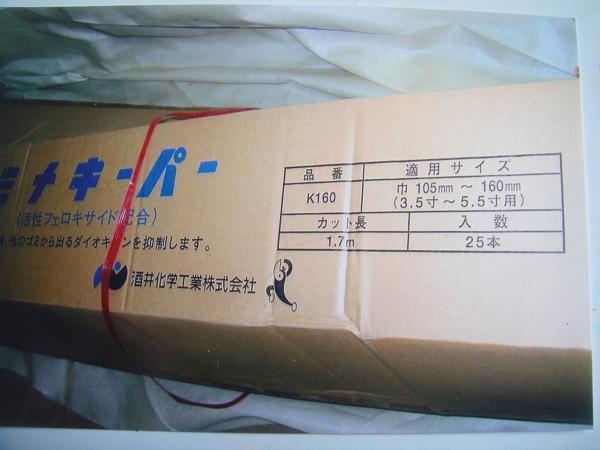 ミナキーパー
(活性フェロキサイド配合)
き、他のゴミから出るダイオキシンを抑制します。
酒井化学工業株式会社
品番 適用サイズ
K160 巾 105mm ～ 160mm
(3.5寸～5.5寸用)
カット長 入数
1.7m 25本